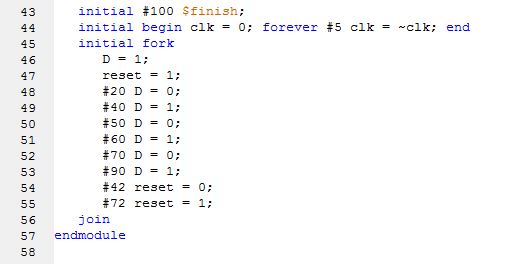 43 initial #100 $finish;
44 initial begin clk = 0; forever #5 clk = ~clk; end
45 initial fork
46 D = 1;
47 reset = 1;
48 #20 D = 0;
49 #40 D = 1;
50 #50 D = 0;
51 #60 D = 1;
52 #70 D = 0;
53 #90 D = 1;
54 #42 reset = 0;
55 #72 reset = 1;
56 join
57 endmodule
58